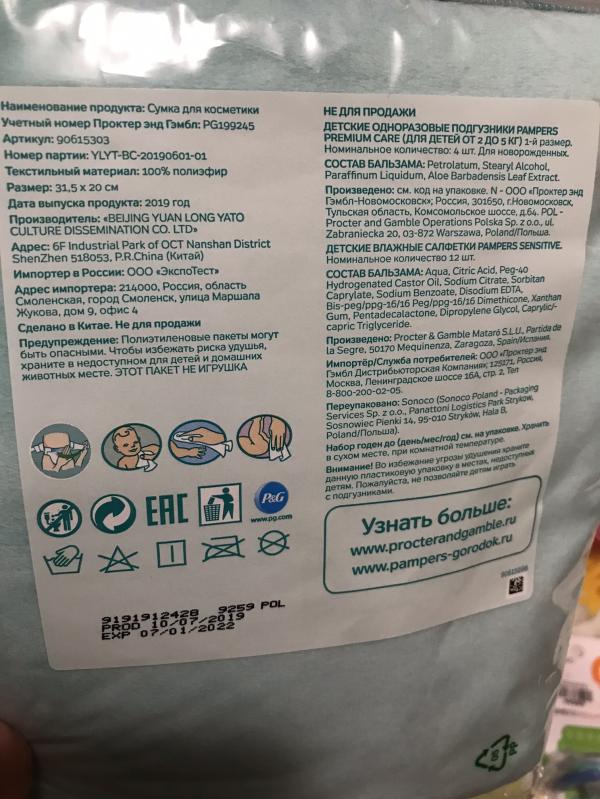 Наименование продукта: Сумка для косметики
Учетный номер Проктер энд Гэмбл: PG199245
Артикул: 90615303
Номер партии: YLYT-BC-20190601-01
Текстильный материал: 100% полиэфир
Размер: 31,5 x 20 см
Дата выпуска продукта: 2019 год
Производитель: «BEIJING YUAN LONG YATO
CULTURE DISSEMINATION CO. LTD»
Адрес: 6F Industrial Park of OCT Nanshan District
ShenZhen 518053, P.R.China (Китай)
Импортер в России: ООО «ЭкспоТест»
Адрес импортера: 214000, Россия, область
Смоленская, город Смоленск, улица Маршала
Жукова, дом 9, офис 4
Сделано в Китае. Не для продажи
Предупреждение: Полиэтиленовые пакеты могут
быть опасными. Чтобы избежать риска удушья,
храните в недоступном для детей и домашних
животных месте. ЭТОТ ПАКЕТ НЕ ИГРУШКА
EAC
P&G
www.pg.com
9191912428 9259 POL
PROD 10/07/2019
EXP 07/01/2022
НЕ ДЛЯ ПРОДАЖИ
ДЕТСКИЕ ОДНОРАЗОВЫЕ ПОДГУЗНИКИ PAMPERS
PREMIUM CARE (ДЛЯ ДЕТЕЙ ОТ 2 ДО 5 КГ) 1-й размер.
Номинальное количество: 4 шт. Для новорожденных.
СОСТАВ БАЛЬЗАМА: Petrolatum, Stearyl Alcohol,
Paraffinum Liquidum, Aloe Barbadensis Leaf Extract.
Произведено: см. код на упаковке. N - ООО «Проктер энд
Гэмбл-Новомосковск»; Россия, 301650, г.Новомосковск,
Тульская область, Комсомольское шоссе, д.64. POL -
Procter and Gamble Operations Polska Sp. z o.o., ul.
Zabraniecka 20, 03-872 Warszawa, Poland/Польша.
ДЕТСКИЕ ВЛАЖНЫЕ САЛФЕТКИ PAMPERS SENSITIVE.
Номинальное количество 12 шт.
СОСТАВ БАЛЬЗАМА: Aqua, Citric Acid, Peg-40
Hydrogenated Castor Oil, Sodium Citrate, Sorbitan
Caprylate, Sodium Benzoate, Disodium EDTA,
Bis-peg/ppg-16/16 Peg/ppg-16/16 Dimethicone, Xanthan
Gum, Pentadecalactone, Dipropylene Glycol, Caprylic/-
capric Triglyceride.
Произведено: Procter & Gamble Mataró S.L.U., Partida de
la Segre, 50170 Mequinenza, Zaragoza, Spain/Испания.
Импортёр/Служба потребителей: ООО «Проктер энд
Гэмбл Дистрибьюторская Компания»; 125171, Россия,
Москва, Ленинградское шоссе 16А, стр. 2. Тел
8-800-200-02-05.
Переупаковано: Sonoco (Sonoco Poland - Packaging
Services Sp. z o.o., Panattoni Logistics Park Stryków,
Sosnowiec Pienki 14, 95-010 Stryków, Hala B,
Poland/Польша).
Набор годен до (день/мес/год) см. на упаковке. Хранить
в сухом месте, при комнатной температуре.
Внимание! Во избежание угрозы удушения храните
данную пластиковую упаковку в местах, недоступных
детям. Пожалуйста, не позволяйте детям играть
с подгузниками.
Узнать больше:
www.procterandgamble.ru
www.pampers-gorodok.ru